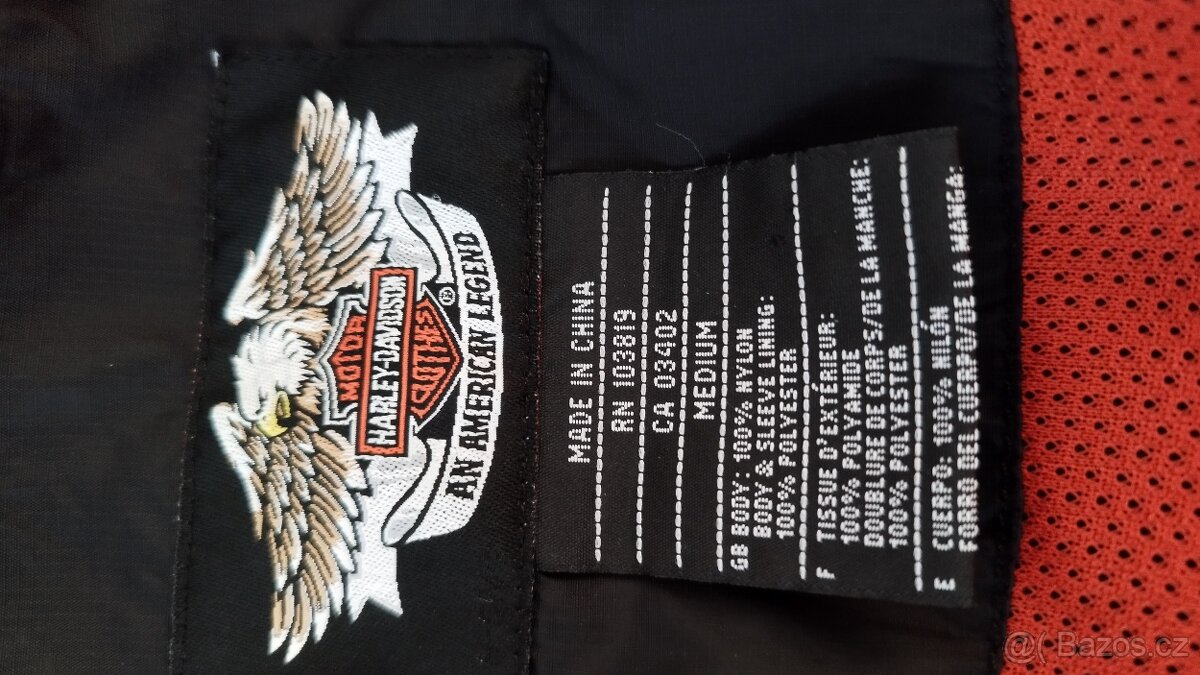 MOTOR
HARLEY-DAVIDSON
CLOTHES
®
AN AMERICAN LEGEND
MADE IN CHINA
RN 103819
CA 03402
MEDIUM
GB BODY: 100% NYLON
BODY & SLEEVE LINING:
100% POLYESTER
F TISSUE D'EXTÉRIEUR:
100% POLYAMIDE
DOUBLURE DE CORPS/DE LA MANCHE:
100% POLYESTER
E CUERPO: 100% NILÓN
FORRO DEL CUERPO/DE LA MANGA:
@( Bazos.cz